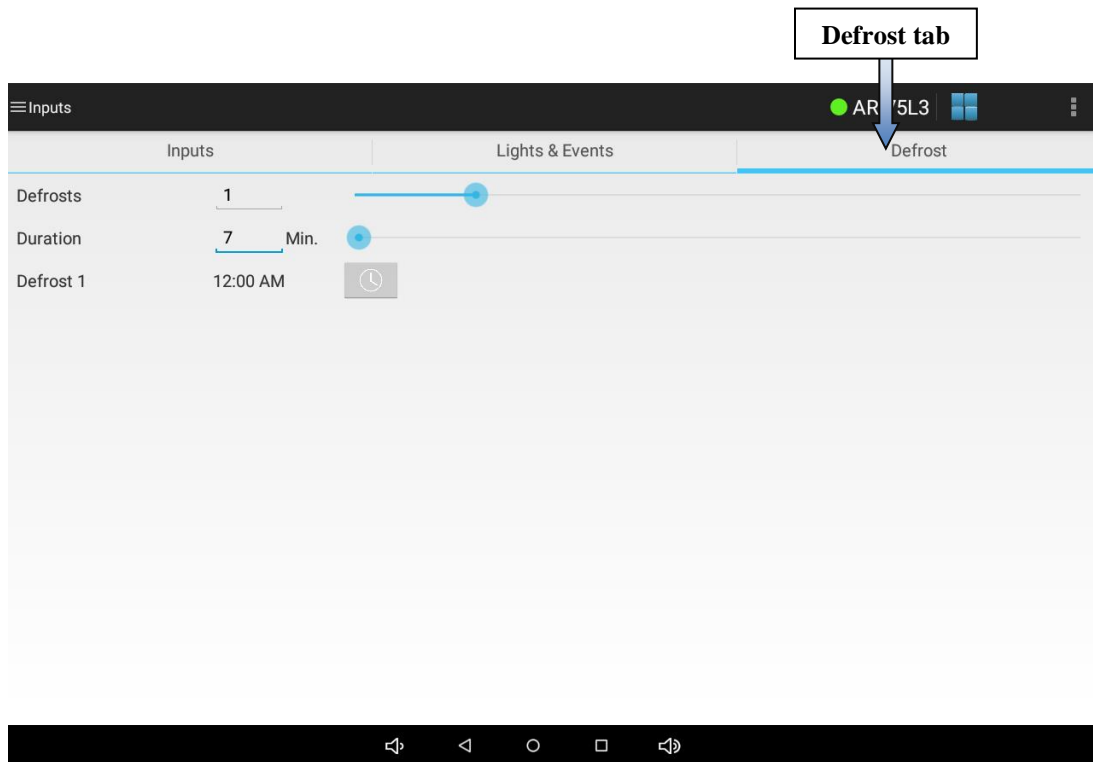 Defrost tab
Inputs
Inputs Lights & Events Defrost
Defrosts 1
Duration 7 Min.
Defrost 1 12:00 AM